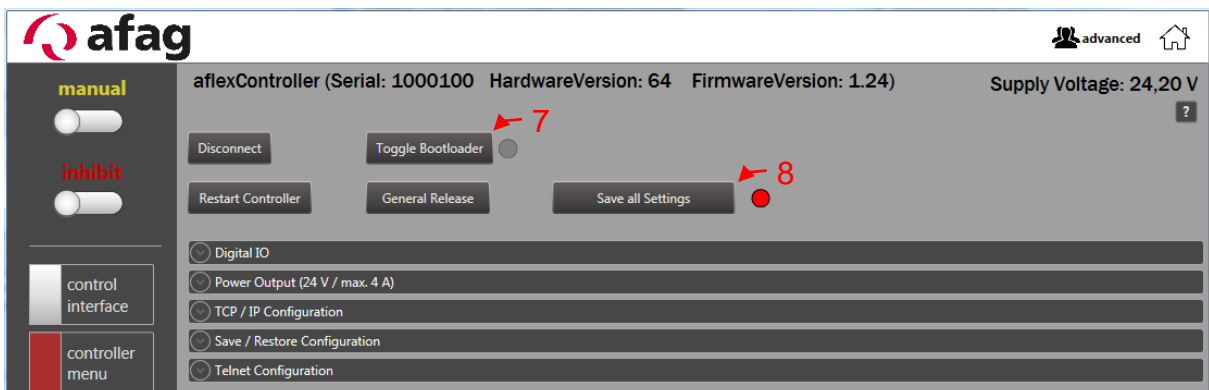 afag
advanced
manual
aflexController (Serial: 1000100 HardwareVersion: 64 FirmwareVersion: 1.24)
Supply Voltage: 24,20 V
?
7
Disconnect
Toggle Bootloader
inhibit
8
Restart Controller
General Release
Save all Settings
Digital IO
control
interface
Power Output (24 V / max. 4 A)
TCP / IP Configuration
Save / Restore Configuration
controller
menu
Telnet Configuration